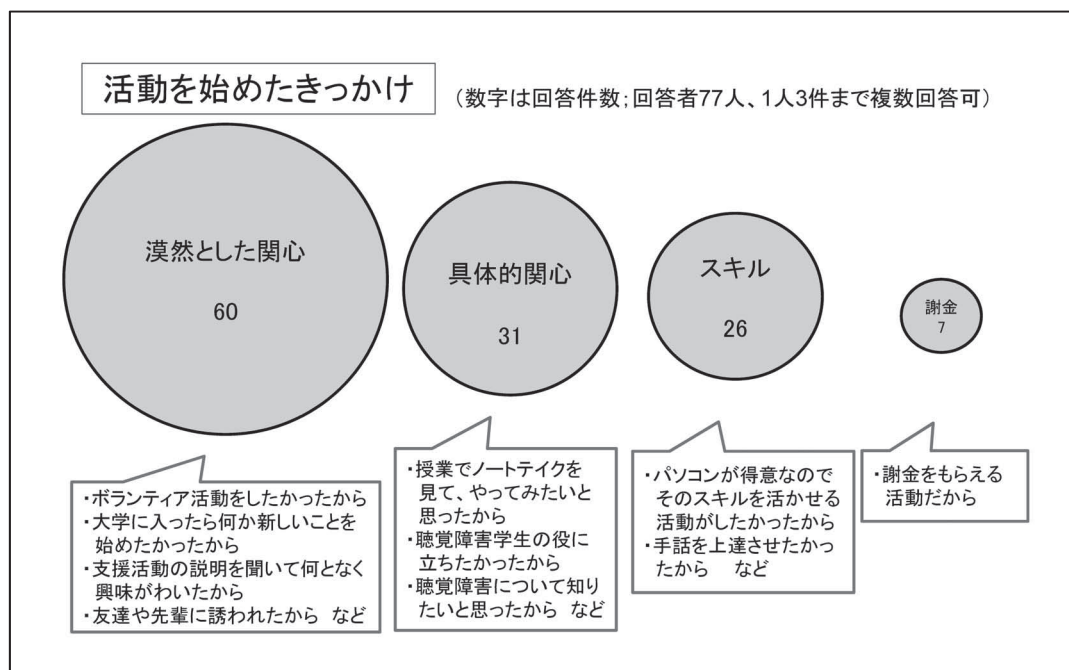 活動を始めたきっかけ
（数字は回答件数；回答者77人、1人3件まで複数回答可）
漠然とした関心
60
具体的関心
31
スキル
26
謝金
7
・ボランティア活動をしたかったから
・大学に入ったら何か新しいことを
始めたかったから
・支援活動の説明を聞いて何となく
興味がわいたから
・友達や先輩に誘われたから　など
・授業でノートテイクを
見て、やってみたいと
思ったから
・聴覚障害学生の役に
立ちたかったから
・聴覚障害について知り
たいと思ったから　など
・パソコンが得意なので
そのスキルを活かせる
活動がしたかったから
・手話を上達させたかっ
たから　など
・謝金をもらえる
活動だから